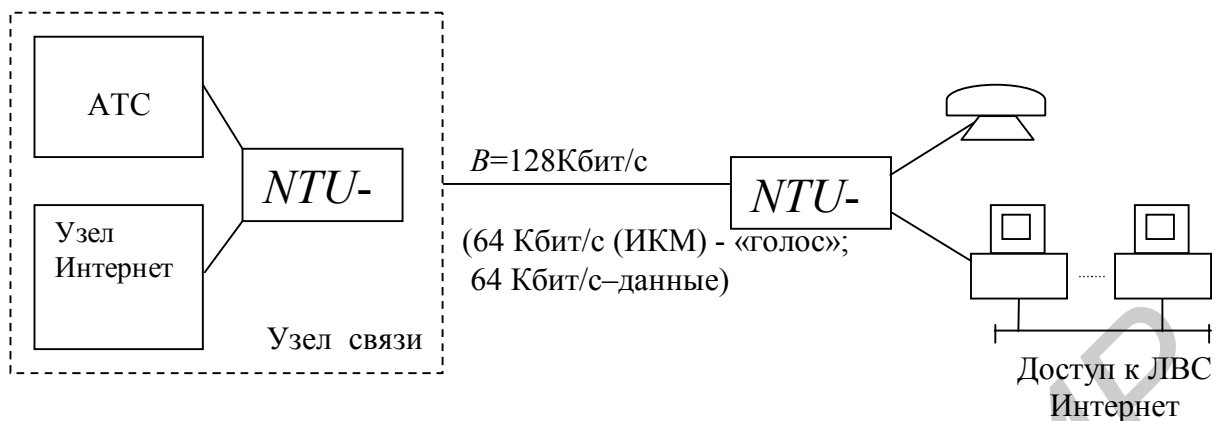 АТС
Узел
Интернет
NTU-
Узел связи
B=128Кбит/с
(64 Кбит/с (ИКМ) - «голос»;
64 Кбит/с–данные)
NTU-
.......
Доступ к ЛВС
Интернет